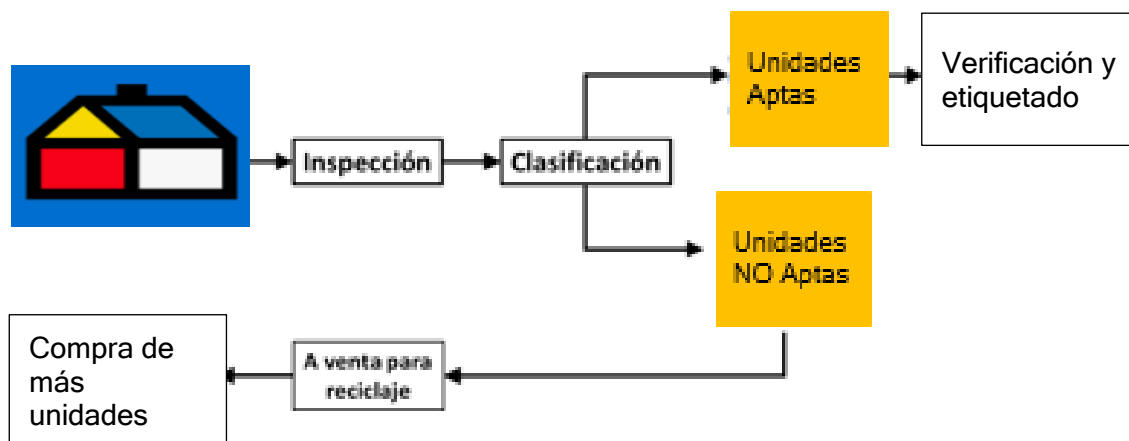 Unidades
Aptas
Verificación y
etiquetado
Inspección
Clasificación
Unidades
NO Aptas
Compra de
más
unidades
A venta para
reciclaje